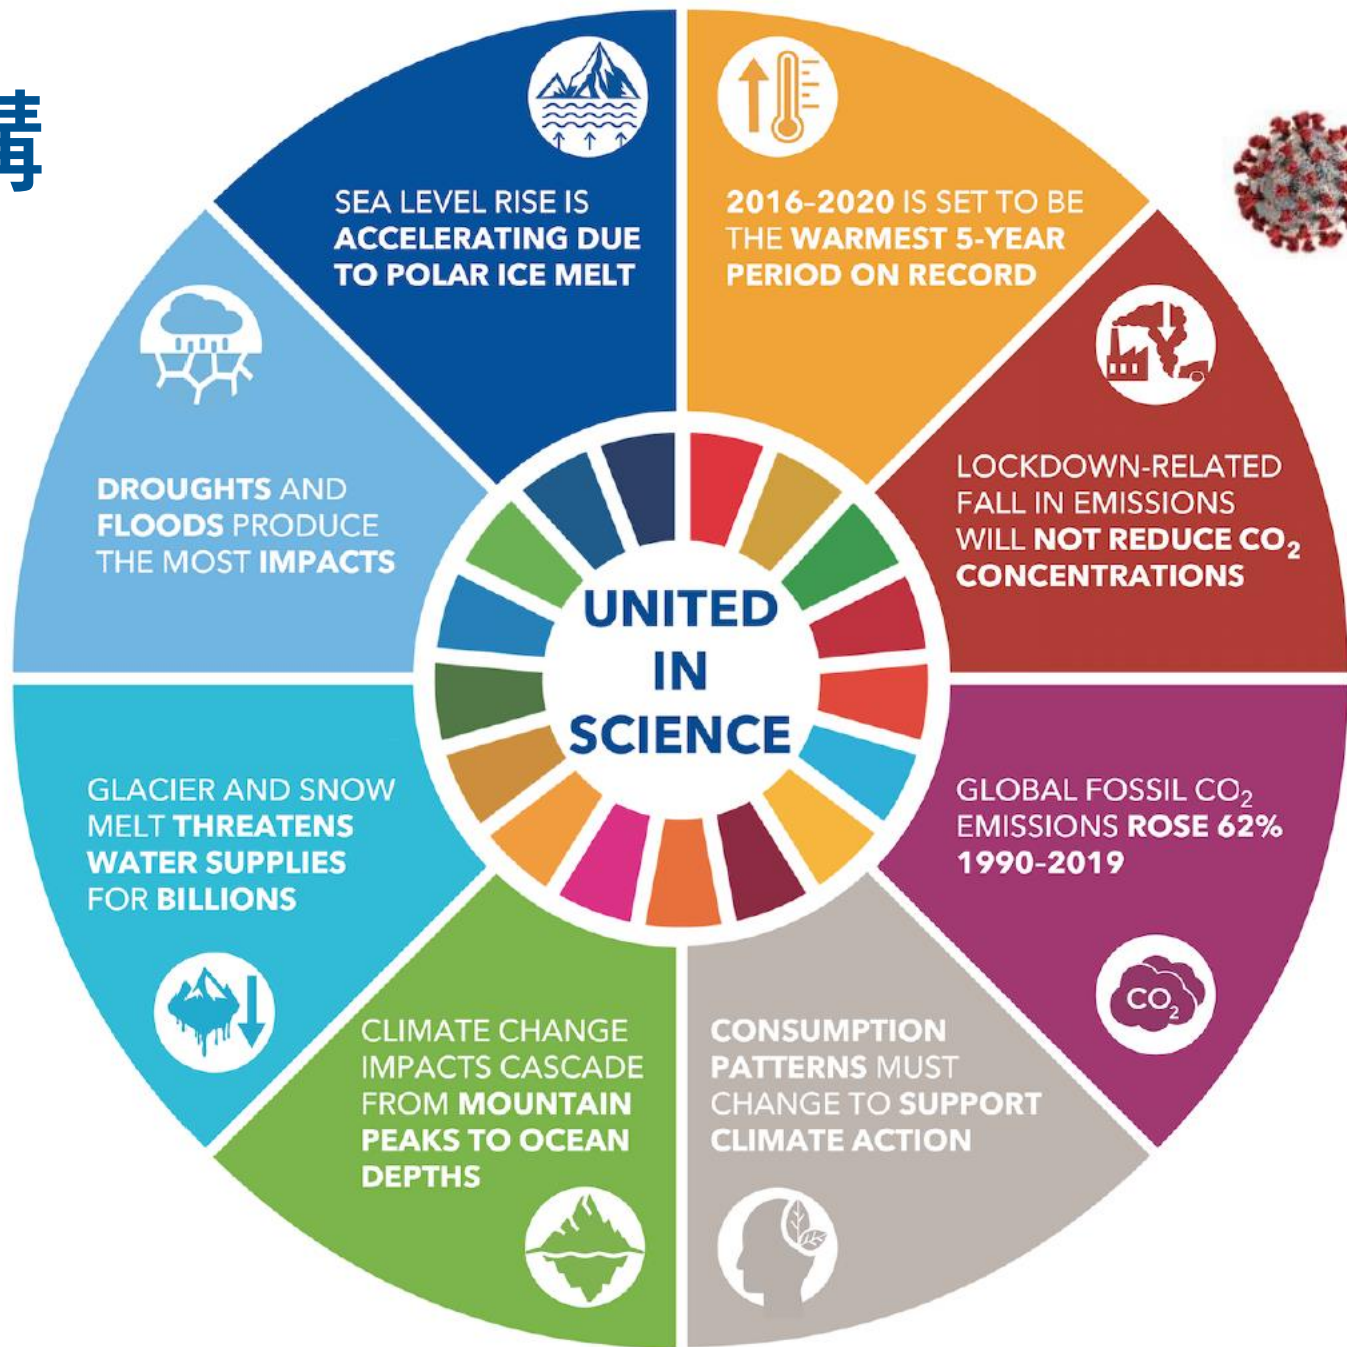 構
SEA LEVEL RISE IS
ACCELERATING DUE
TO POLAR ICE MELT
2016–2020 IS SET TO BE
THE WARMEST 5-YEAR
PERIOD ON RECORD
LOCKDOWN-RELATED
FALL IN EMISSIONS
WILL NOT REDUCE CO₂
CONCENTRATIONS
GLOBAL FOSSIL CO₂
EMISSIONS ROSE 62%
1990–2019
CO₂
CONSUMPTION
PATTERNS MUST
CHANGE TO SUPPORT
CLIMATE ACTION
CLIMATE CHANGE
IMPACTS CASCADE
FROM MOUNTAIN
PEAKS TO OCEAN
DEPTHS
GLACIER AND SNOW
MELT THREATENS
WATER SUPPLIES
FOR BILLIONS
DROUGHTS AND
FLOODS PRODUCE
THE MOST IMPACTS
UNITED
IN
SCIENCE